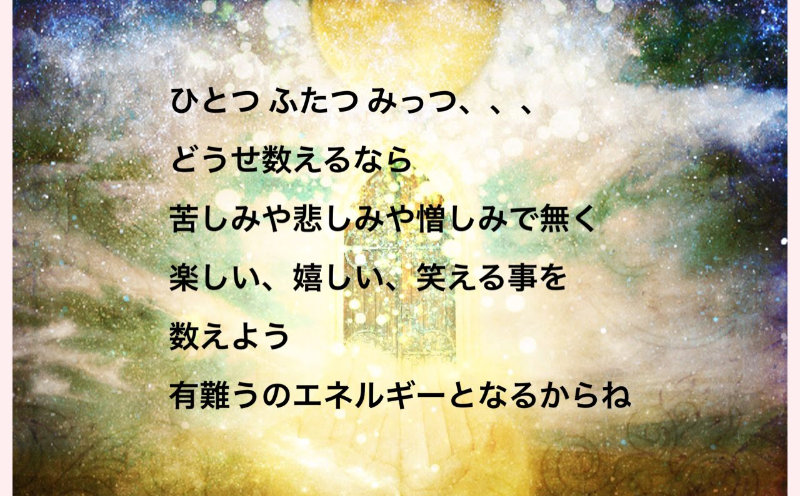 ひとつ ふたつ みっつ、、、
どうせ数えるなら
苦しみや悲しみや憎しみで無く
楽しい、嬉しい、笑える事を
数えよう
有難うのエネルギーとなるからね